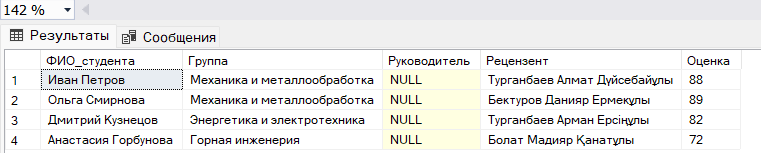 142 %
Результаты Сообщения
ФИО_студента Группа Руководитель Рецензент Оценка
1 Иван Петров Механика и металлообработка NULL Турганбаев Алмат Дүйсебайұлы 88
2 Ольга Смирнова Механика и металлообработка NULL Бектуров Данияр Ермекұлы 89
3 Дмитрий Кузнецов Энергетика и электротехника NULL Турганбаев Арман Ерсіңұлы 82
4 Анастасия Горбунова Горная инженерия NULL Болат Мадияр Қанатұлы 72